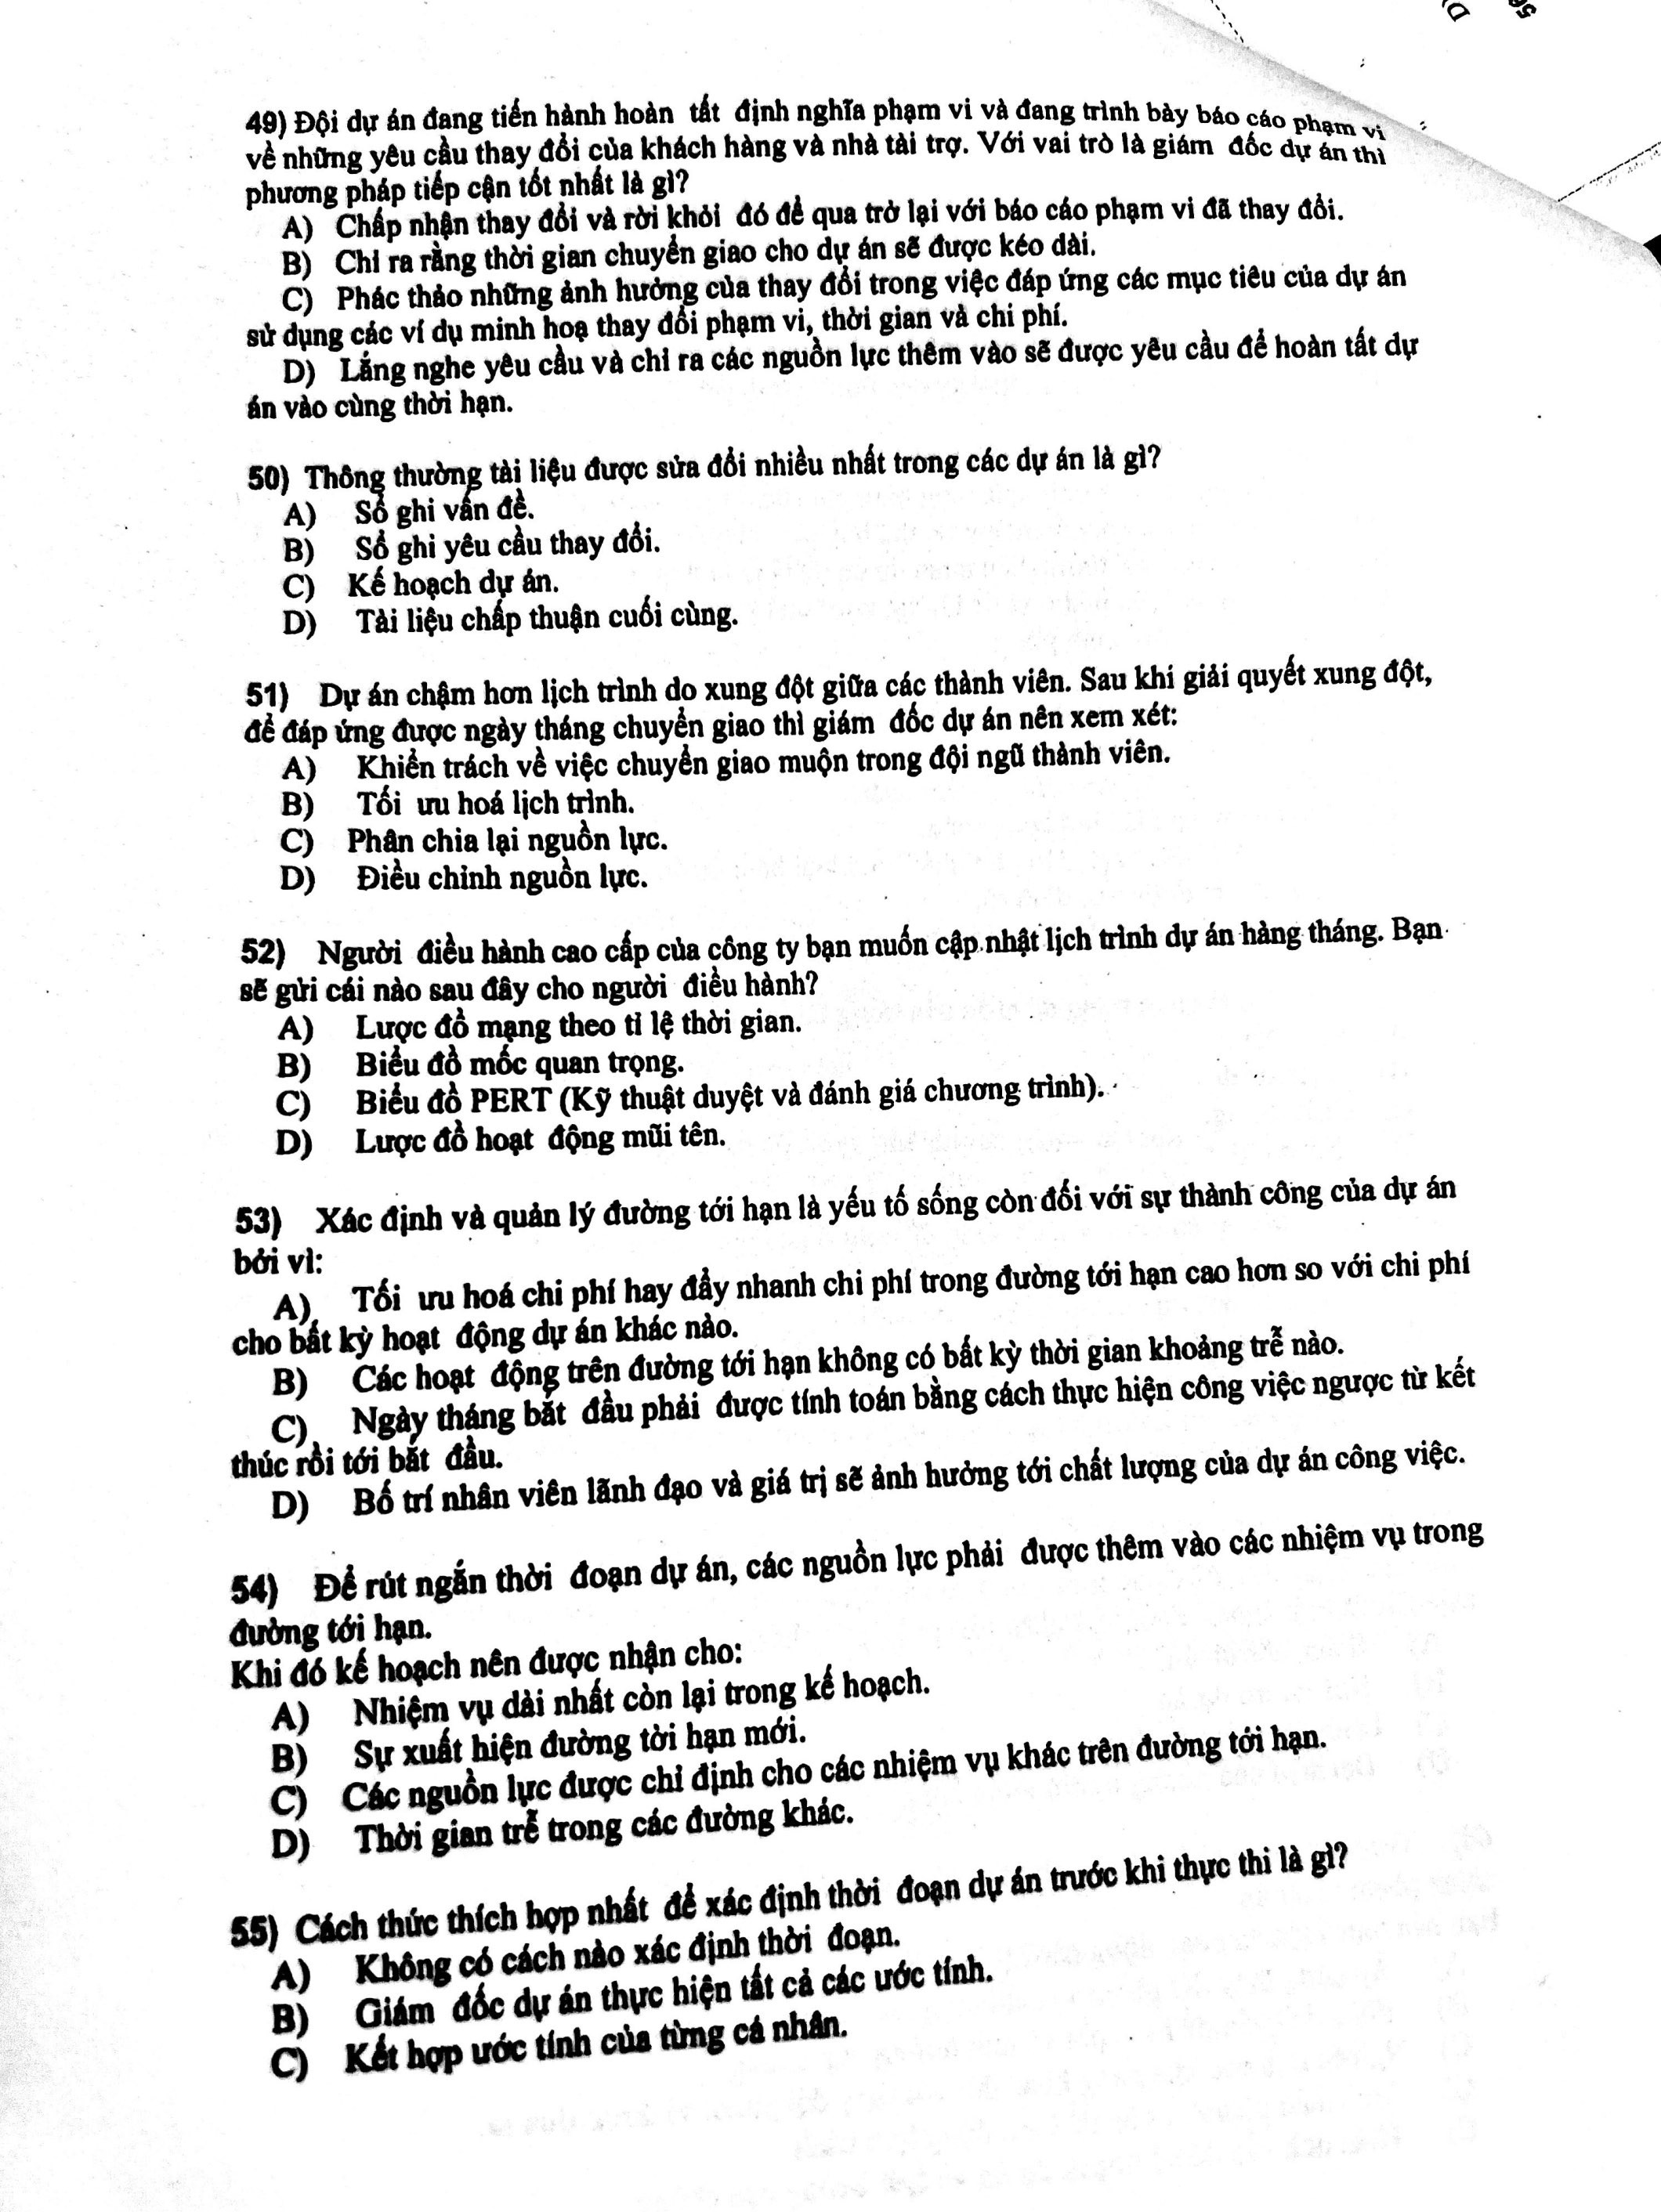 49) Đội dự án đang tiến hành hoàn tất định nghĩa phạm vi và đang trình bày báo cáo phạm vi
về những yêu cầu thay đổi của khách hàng và nhà tài trợ. Với vai trò là giám đốc dự án thì
phương pháp tiếp cận tốt nhất là gì?
A) Chấp nhận thay đổi và rời khỏi đó để qua trở lại với báo cáo phạm vi đã thay đổi.
B) Chỉ ra rằng thời gian chuyển giao cho dự án sẽ được kéo dài.
C) Phác thảo những ảnh hưởng của thay đổi trong việc đáp ứng các mục tiêu của dự án
sử dụng các ví dụ minh hoạ thay đổi phạm vi, thời gian và chi phí.
D) Lắng nghe yêu cầu và chỉ ra các nguồn lực thêm vào sẽ được yêu cầu để hoàn tất dự
án vào cùng thời hạn.
50) Thông thường tài liệu được sửa đổi nhiều nhất trong các dự án là gì?
A) Sổ ghi vấn đề.
B) Sổ ghi yêu cầu thay đổi.
C) Kế hoạch dự án.
D) Tài liệu chấp thuận cuối cùng.
51) Dự án chậm hơn lịch trình do xung đột giữa các thành viên. Sau khi giải quyết xung đột,
để đáp ứng được ngày tháng chuyển giao thì giám đốc dự án nên xem xét:
A) Khiển trách về việc chuyển giao muộn trong đội ngũ thành viên.
B) Tối ưu hoá lịch trình.
C) Phân chia lại nguồn lực.
D) Điều chỉnh nguồn lực.
52) Người điều hành cao cấp của công ty bạn muốn cập nhật lịch trình dự án hàng tháng. Bạn
sẽ gửi cái nào sau đây cho người điều hành?
A) Lược đồ mạng theo tỉ lệ thời gian.
B) Biểu đồ mốc quan trọng.
C) Biểu đồ PERT (Kỹ thuật duyệt và đánh giá chương trình).
D) Lược đồ hoạt động mũi tên.
53) Xác định và quản lý đường tới hạn là yếu tố sống còn đối với sự thành công của dự án
bởi vì:
A) Tối ưu hoá chi phí hay đẩy nhanh chi phí trong đường tới hạn cao hơn so với chi phí
cho bất kỳ hoạt động dự án khác nào.
B) Các hoạt động trên đường tới hạn không có bất kỳ thời gian khoảng trễ nào.
C) Ngày tháng bắt đầu phải được tính toán bằng cách thực hiện công việc ngược từ kết
thúc rồi tới bắt đầu.
D) Bố trí nhân viên lãnh đạo và giá trị sẽ ảnh hưởng tới chất lượng của dự án công việc.
54) Để rút ngắn thời đoạn dự án, các nguồn lực phải được thêm vào các nhiệm vụ trong
đường tới hạn.
Khi đó kế hoạch nên được nhận cho:
A) Nhiệm vụ dài nhất còn lại trong kế hoạch.
B) Sự xuất hiện đường tời hạn mới.
C) Các nguồn lực được chỉ định cho các nhiệm vụ khác trên đường tới hạn.
D) Thời gian trễ trong các đường khác.
55) Cách thức thích hợp nhất để xác định thời đoạn dự án trước khi thực thi là gì?
A) Không có cách nào xác định thời đoạn.
B) Giám đốc dự án thực hiện tất cả các ước tính.
C) Kết hợp ước tính của từng cá nhân.